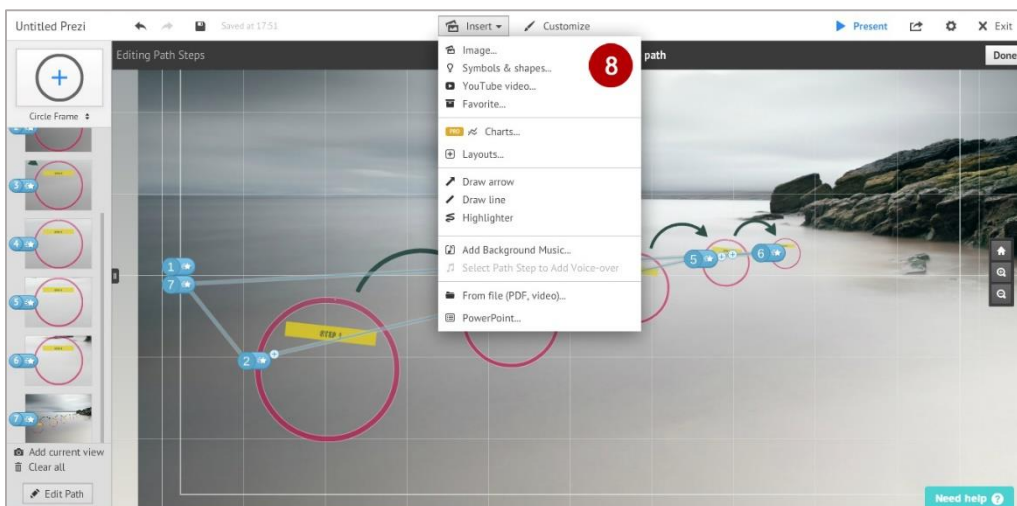 Untitled Prezi
Saved at 17:51
Insert
Customize
Present
Exit
Editing Path Steps
path
Done
Circle Frame
Image...
Symbols & shapes...
YouTube video...
Favorite...
PRO Charts...
Layouts...
Draw arrow
Draw line
Highlighter
Add Background Music...
Select Path Step to Add Voice-over
From file (PDF, video)...
PowerPoint...
8
3
4
5
6
7
1
7
2
5
6
STEP 1
Add current view
Clear all
Edit Path
Need help ?